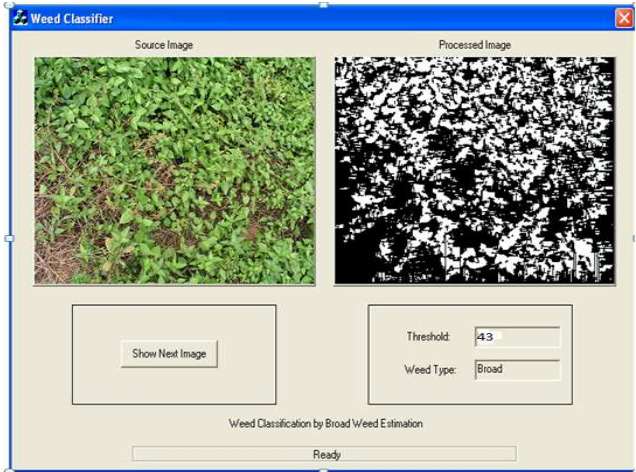 Weed Classifier
Source Image
Processed Image
Show Next Image
Threshold: 43
Weed Type: Broad
Weed Classification by Broad Weed Estimation
Ready